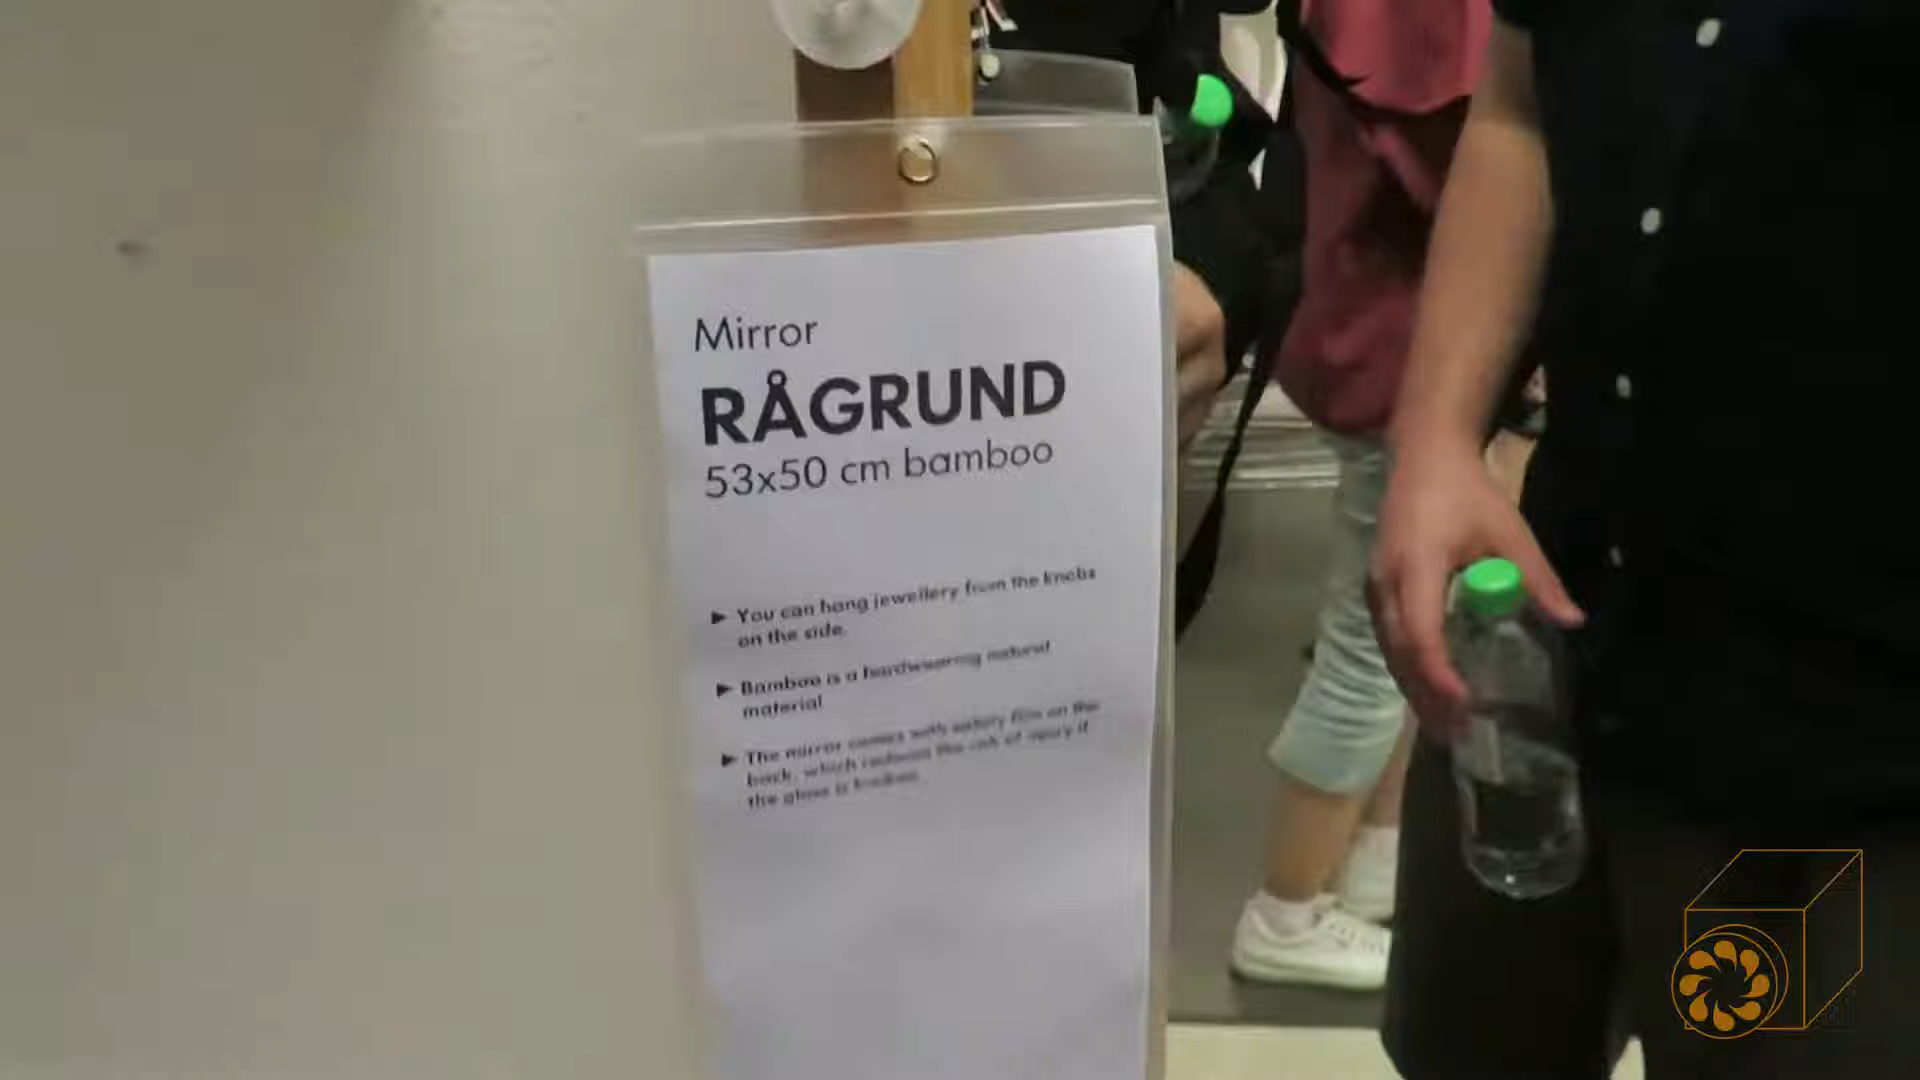 Mirror
RÅGRUND
53x50 cm bamboo
► You can hang jewellery from the knobs
on the side.
► Bamboo is a hardwearing natural
material
► The mirror comes with safety film on the
back, which reduces the risk of injury if
the glass is broken.